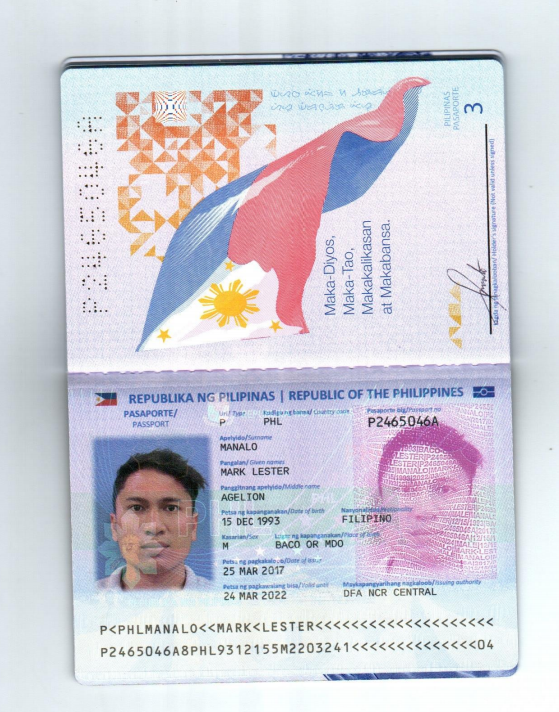 P2465046A
PILIPINAS
PASAPORTE
3
Maka-Diyos,
Maka-Tao,
Makakalikasan
at Makabansa.
Holder's signature (Not valid unless signed)
REPUBLIKA NG PILIPINAS | REPUBLIC OF THE PHILIPPINES
PASAPORTE/
PASSPORT
Uri/ Type
P
Kodigo ng bansa/ Country code
PHL
Pasaporte blg/Passport no
P2465046A
Apelyido/Surname
MANALO
Pangalan/ Given names
MARK LESTER
Panggitnang apelyido/Middle name
AGELION
Petsa ng kapanganakan/Date of birth
15 DEC 1993
Nasyonalidad/Nationality
FILIPINO
Kasarian/Sex
M
Lugar ng kapanganakan/Place of birth
BACO OR MDO
Petsa ng pagkakaloob/Date of issue
25 MAR 2017
Petsa ng pagkawalang bisa/Valid until
24 MAR 2022
Maykapangyarihang nagkaloob/Issuing authority
DFA NCR CENTRAL
P<PHLMANALO<<MARK<LESTER<<<<<<<<<<<<<<<<<<<<
P2465046A8PHL9312155M2203241<<<<<<<<<<<<<<04